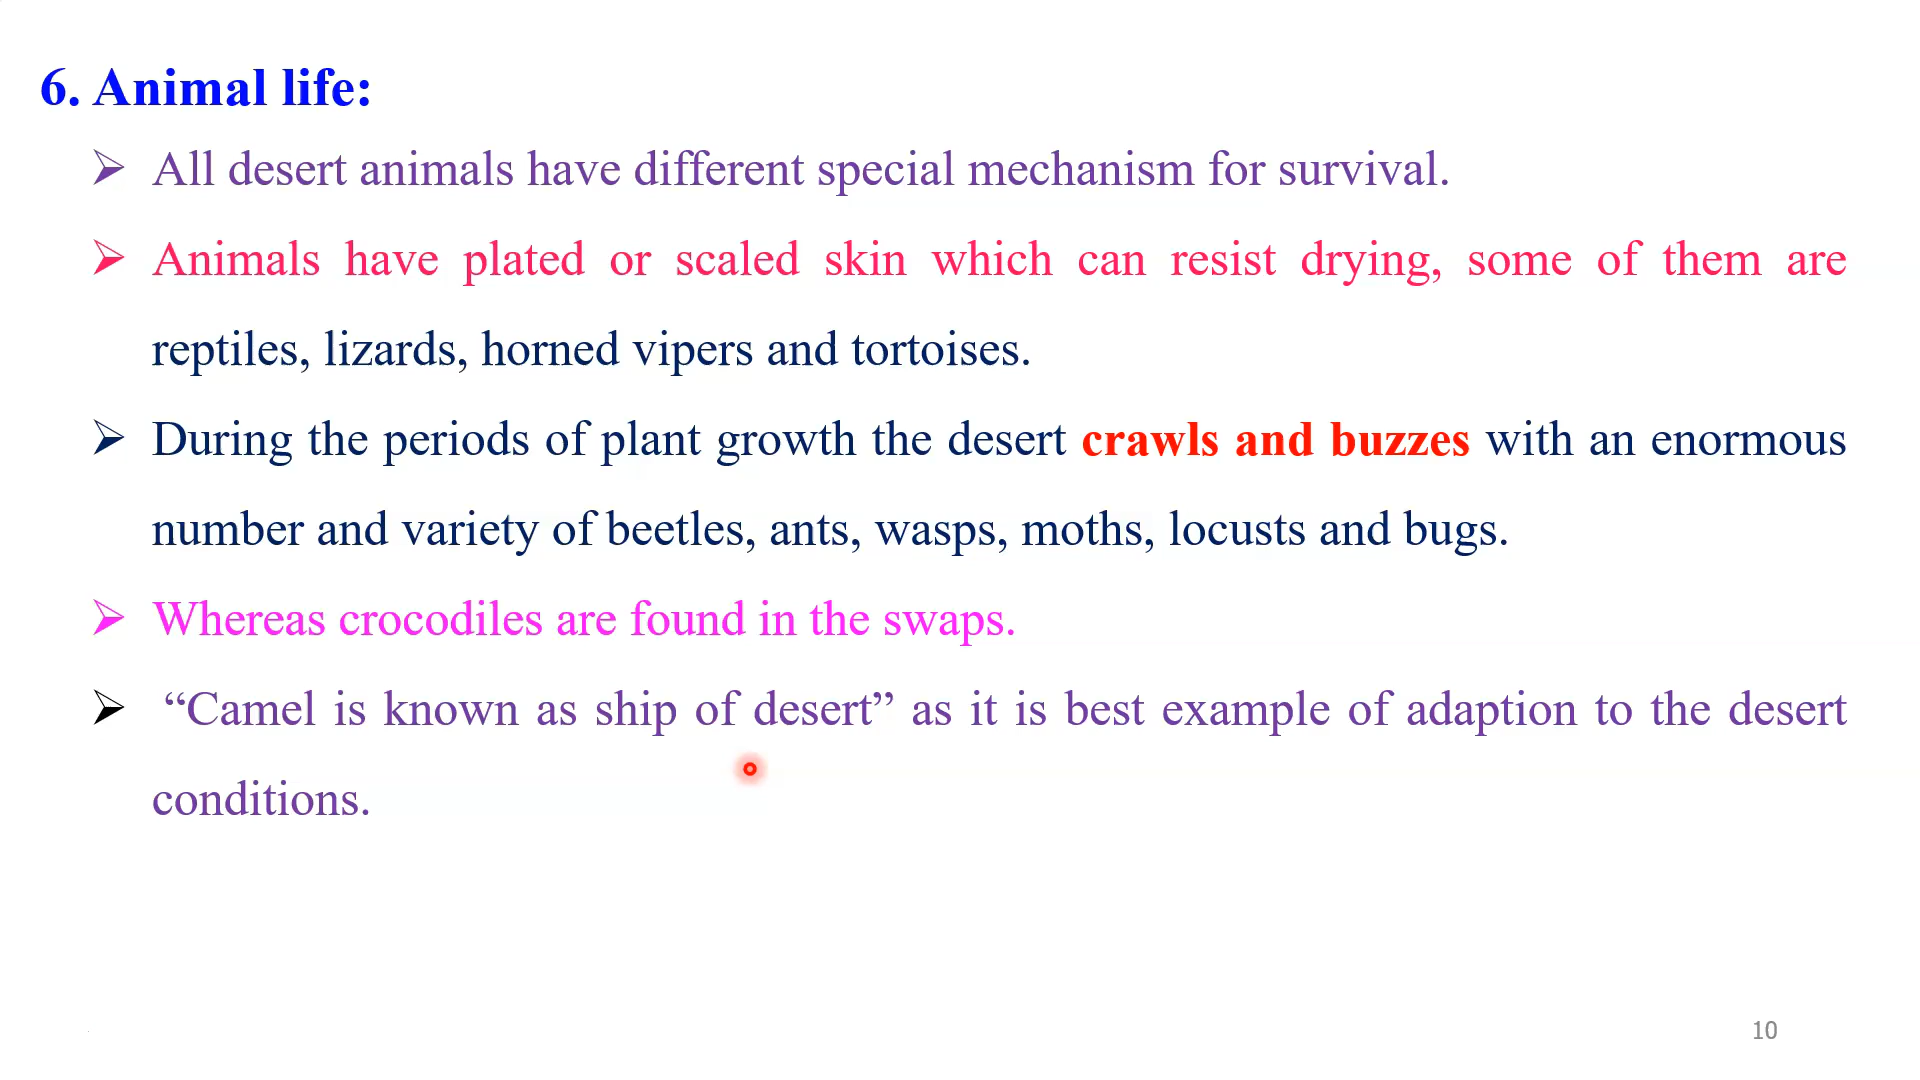 6. Animal life:
➢ All desert animals have different special mechanism for survival.
➢ Animals have plated or scaled skin which can resist drying, some of them are
reptiles, lizards, horned vipers and tortoises.
➢ During the periods of plant growth the desert crawls and buzzes with an enormous
number and variety of beetles, ants, wasps, moths, locusts and bugs.
➢ Whereas crocodiles are found in the swaps.
➢ “Camel is known as ship of desert” as it is best example of adaption to the desert
conditions.
10